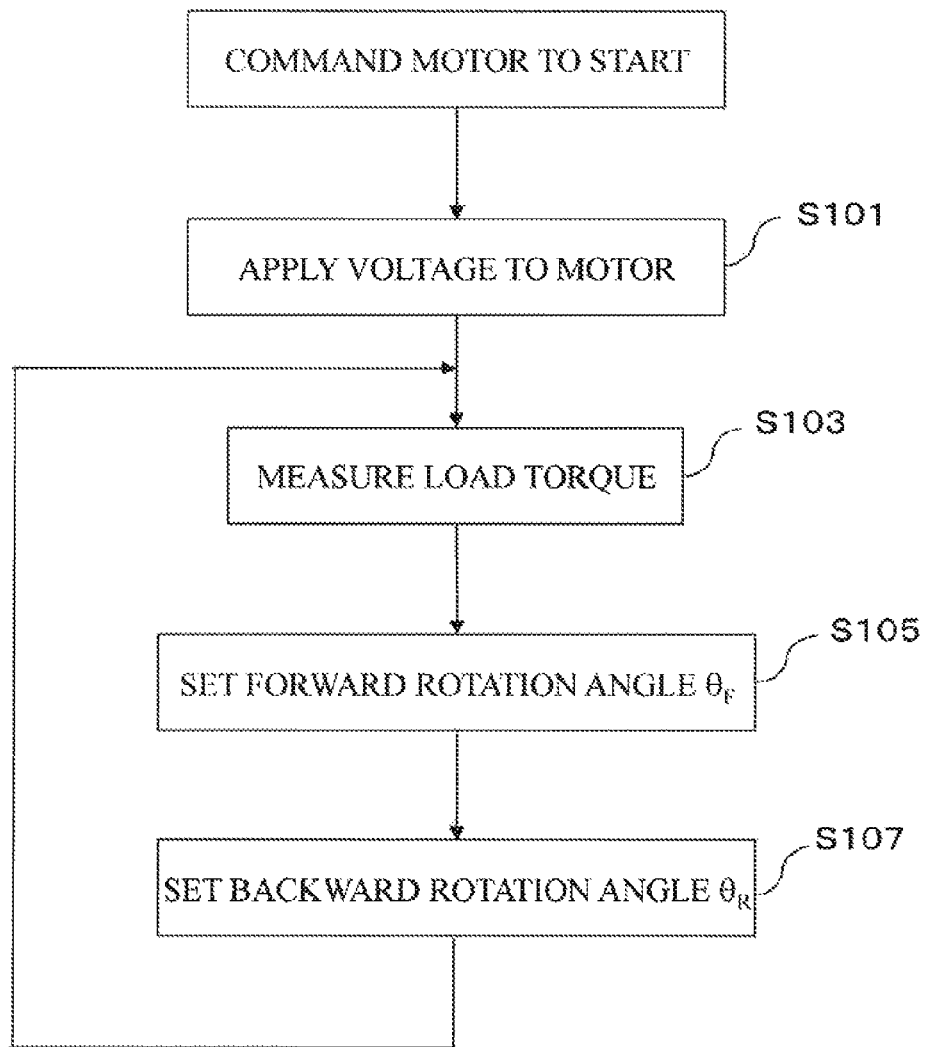 COMMAND MOTOR TO START
S101
APPLY VOLTAGE TO MOTOR
S103
MEASURE LOAD TORQUE
S105
SET FORWARD ROTATION ANGLE θF
S107
SET BACKWARD ROTATION ANGLE θR